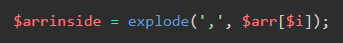 $arrinside = explode(',', $arr[$i]);